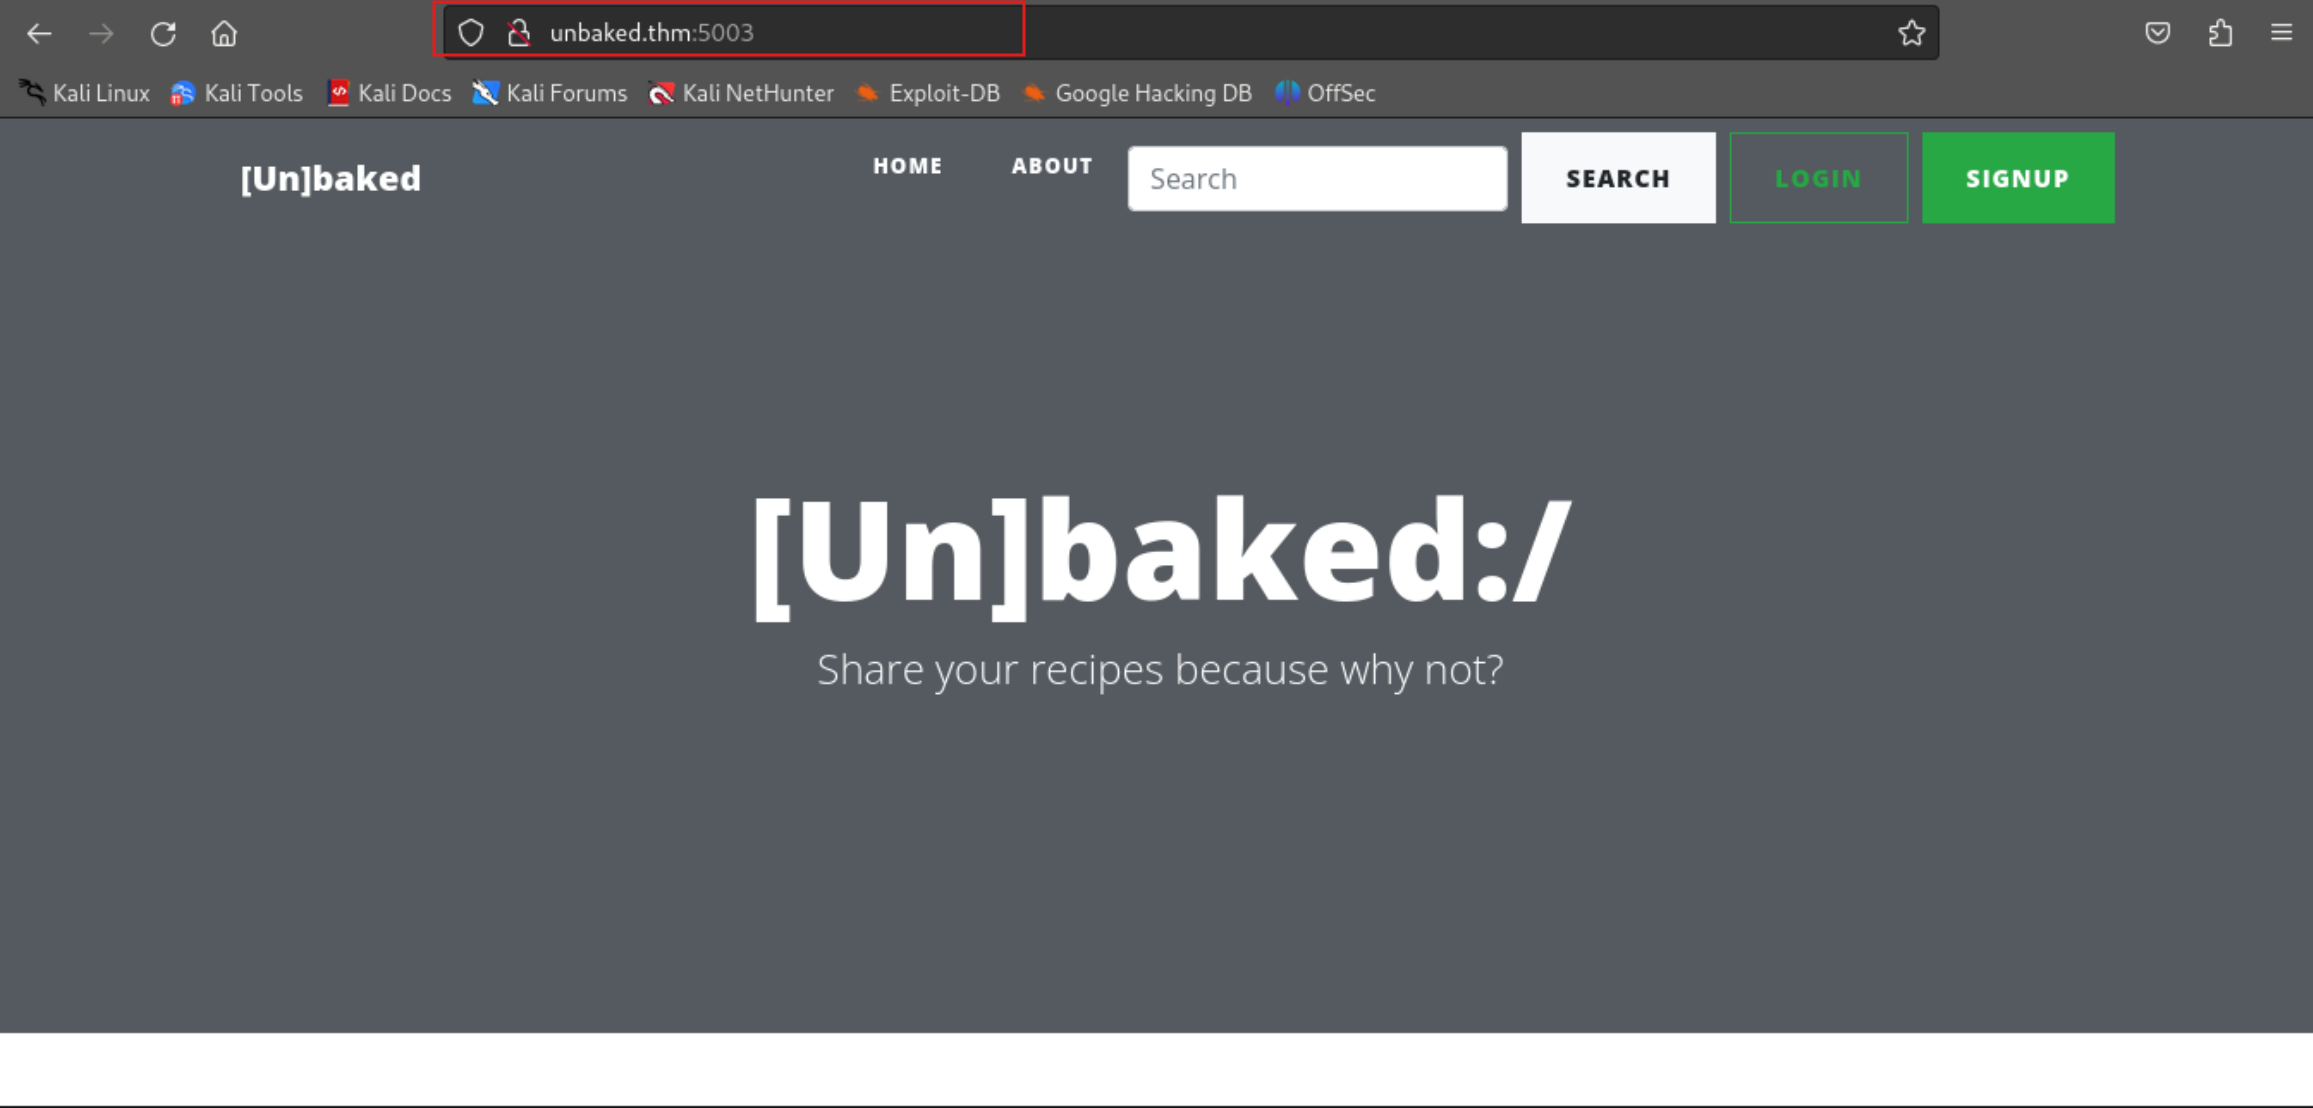 unbaked.thm:5003
Kali Linux Kali Tools Kali Docs Kali Forums Kali NetHunter Exploit-DB Google Hacking DB OffSec
[Un]baked HOME ABOUT Search SEARCH LOGIN SIGNUP
[Un]baked:/
Share your recipes because why not?